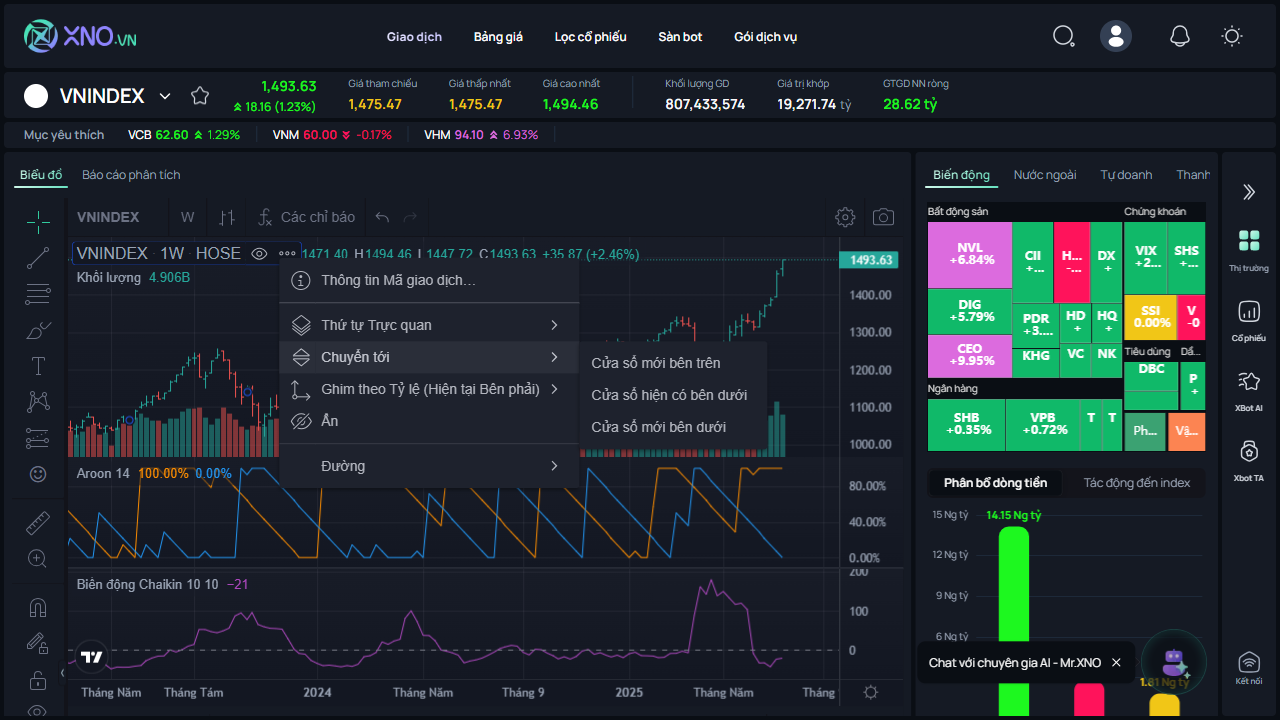 XNO.VN
Giao dịch Bảng giá Lọc cổ phiếu Sàn bot Gói dịch vụ
VNINDEX
1,493.63
18.16 (1.23%)
Giá tham chiếu
1,475.47
Giá thấp nhất
1,475.47
Giá cao nhất
1,494.46
Khối lượng GD
807,433,574
Giá trị khớp
19,271.74 tỷ
GTGD NN ròng
28.62 tỷ
Mục yêu thích VCB 62.60 1.29% VNM 60.00 -0.17% VHM 94.10 6.93%
Biểu đồ Báo cáo phân tích
VNINDEX W Các chỉ báo
VNINDEX · 1W · HOSE
1471.40 H1494.46 L1447.72 C1493.63 +35.87 (+2.46%)
Khối lượng 4.906B
Thông tin Mã giao dịch...
Thứ tự Trực quan
Chuyển tới
Ghim theo Tỷ lệ (Hiện tại Bên phải)
Ẩn
Đường
Cửa sổ mới bên trên
Cửa sổ hiện có bên dưới
Cửa sổ mới bên dưới
1493.63
1400.00
1300.00
1200.00
1100.00
1000.00
Aroon 14 100.00% 0.00%
80.00%
40.00%
0.00%
Biên động Chaikin 10 10 −21
200
100
0
Tháng Năm Tháng Tám 2024 Tháng Năm Tháng 9 2025 Tháng Năm Tháng
Biến động Nước ngoài Tự doanh Thanh
Bất động sản
NVL
+6.84%
DIG
+5.79%
CEO
+9.95%
CII
+...
H...
-...
DX
+
PDR
+3....
HD
+
HQ
+
KHG
VC
NK
Chứng khoán
VIX
+2...
SHS
+...
SSI
0.00%
V
-0
Tiêu dùng
DBC
Dầ...
P
+
Ngân hàng
SHB
+0.35%
VPB
+0.72%
T
T
Ph...
Vậ...
Phân bổ dòng tiền Tác động đến index
15 Ng tỷ
12 Ng tỷ
9 Ng tỷ
6 Ng tỷ
14.15 Ng tỷ
1.81 Ng tỷ
Chat với chuyên gia AI - Mr.XNO
Thị trường
Cổ phiếu
XBot AI
Xbot TA
Kết nối